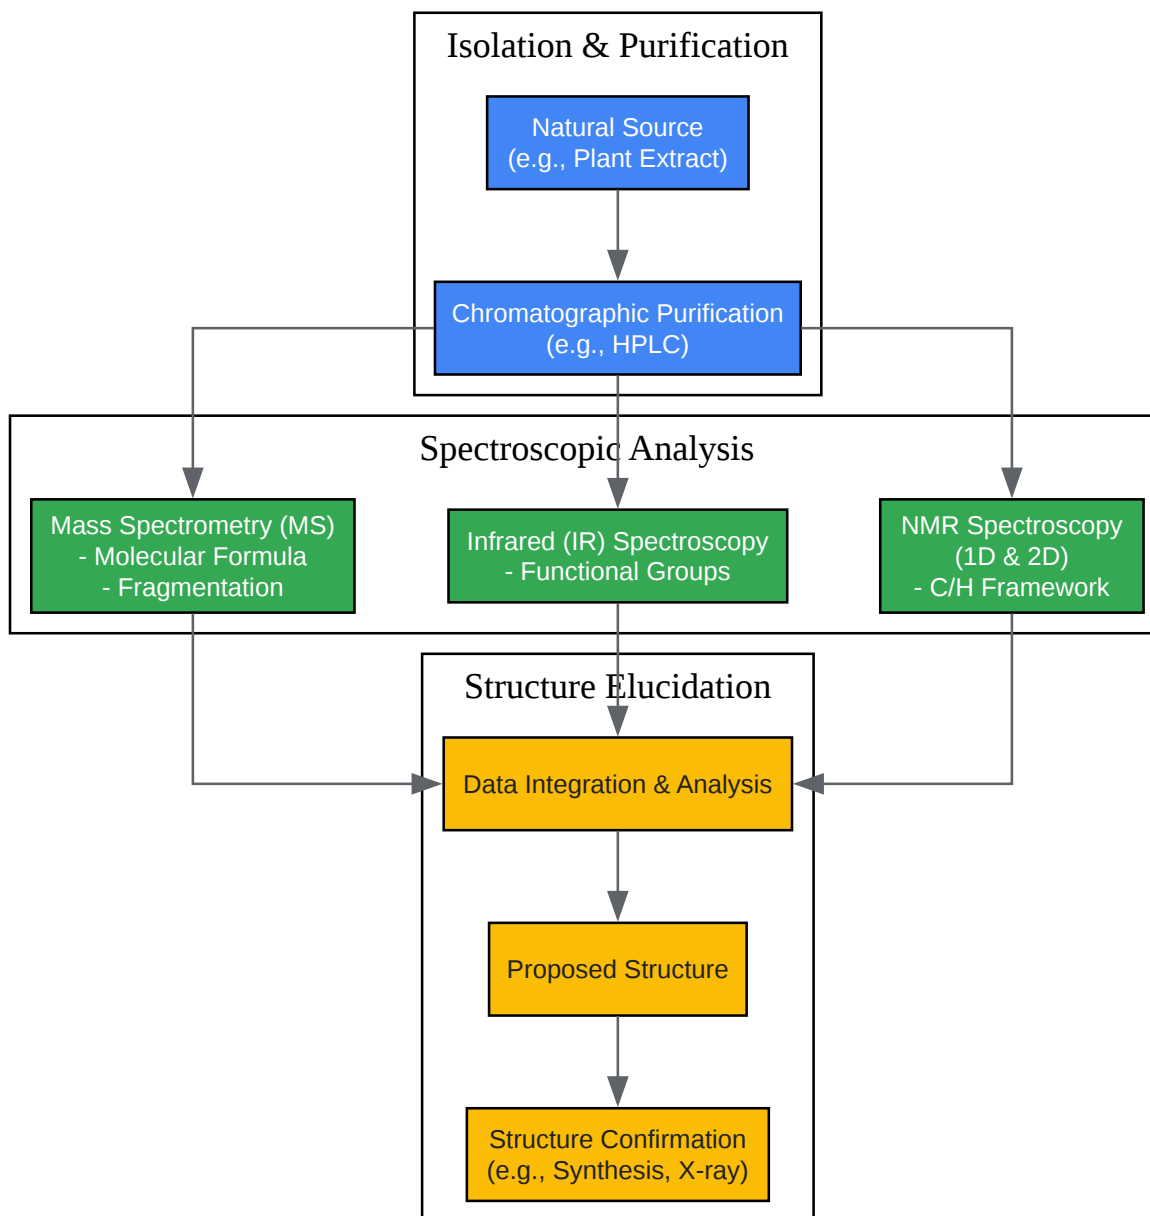 Isolation & Purification
Natural Source
(e.g., Plant Extract)
Chromatographic Purification
(e.g., HPLC)
Spectroscopic Analysis
Mass Spectrometry (MS)
- Molecular Formula
- Fragmentation
Infrared (IR) Spectroscopy
- Functional Groups
NMR Spectroscopy
(1D & 2D)
- C/H Framework
Structure Elucidation
Data Integration & Analysis
Proposed Structure
Structure Confirmation
(e.g., Synthesis, X-ray)